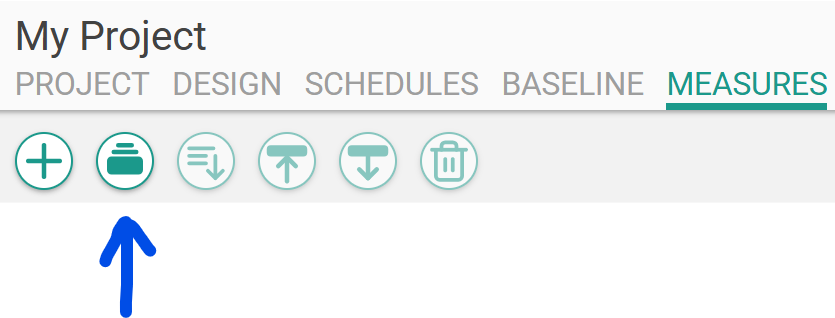 My Project
PROJECT DESIGN SCHEDULES BASELINE MEASURES